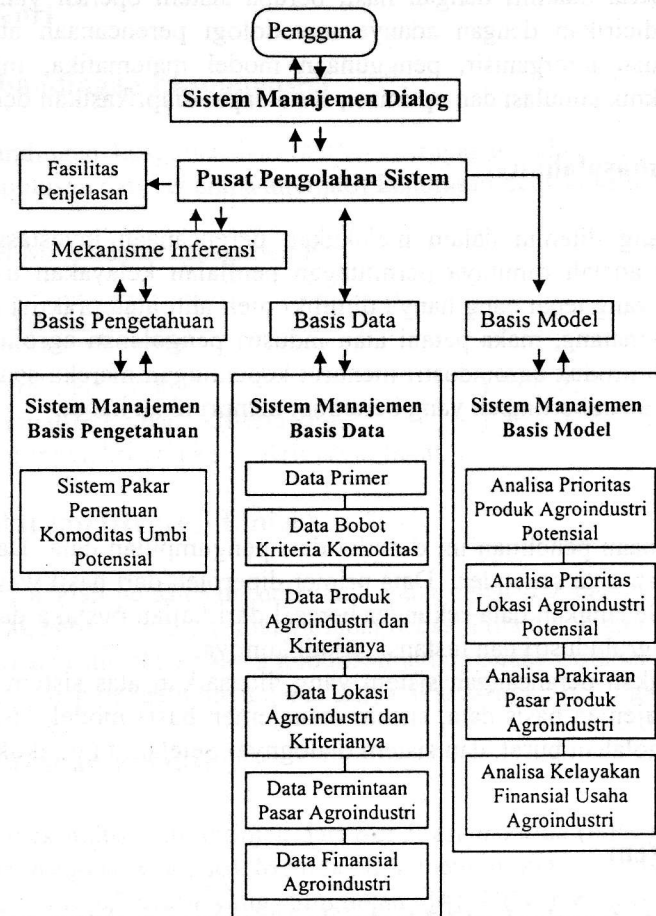 Pengguna
Sistem Manajemen Dialog
Fasilitas
Penjelasan
Pusat Pengolahan Sistem
Mekanisme Inferensi
Basis Pengetahuan
Basis Data
Basis Model
Sistem Manajemen
Basis Pengetahuan
Sistem Pakar
Penentuan
Komoditas Umbi
Potensial
Sistem Manajemen
Basis Data
Data Primer
Data Bobot
Kriteria Komoditas
Data Produk
Agroindustri dan
Kriterianya
Data Lokasi
Agroindustri dan
Kriterianya
Data Permintaan
Pasar Agroindustri
Data Finansial
Agroindustri
Sistem Manajemen
Basis Model
Analisa Prioritas
Produk Agroindustri
Potensial
Analisa Prioritas
Lokasi Agroindustri
Potensial
Analisa Prakiraan
Pasar Produk
Agroindustri
Analisa Kelayakan
Finansial Usaha
Agroindustri